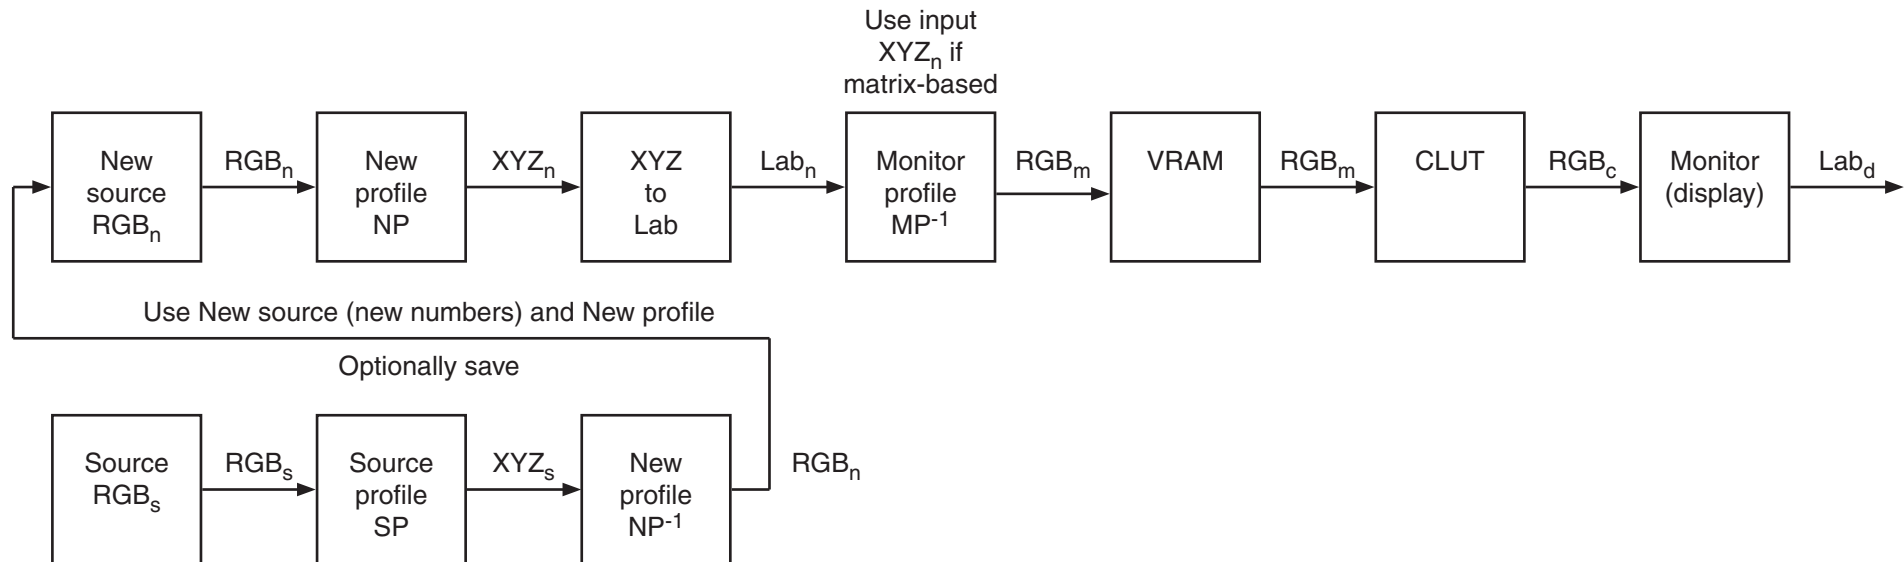 Use input
XYZn if
matrix-based
New
source
RGBn
RGBn
New
profile
NP
XYZn
XYZ
to
Lab
Labn
Monitor
profile
MP-1
RGBm
VRAM
RGBm
CLUT
RGBc
Monitor
(display)
Labd
Use New source (new numbers) and New profile
Optionally save
Source
RGBs
RGBs
Source
profile
SP
XYZs
New
profile
NP-1
RGBn